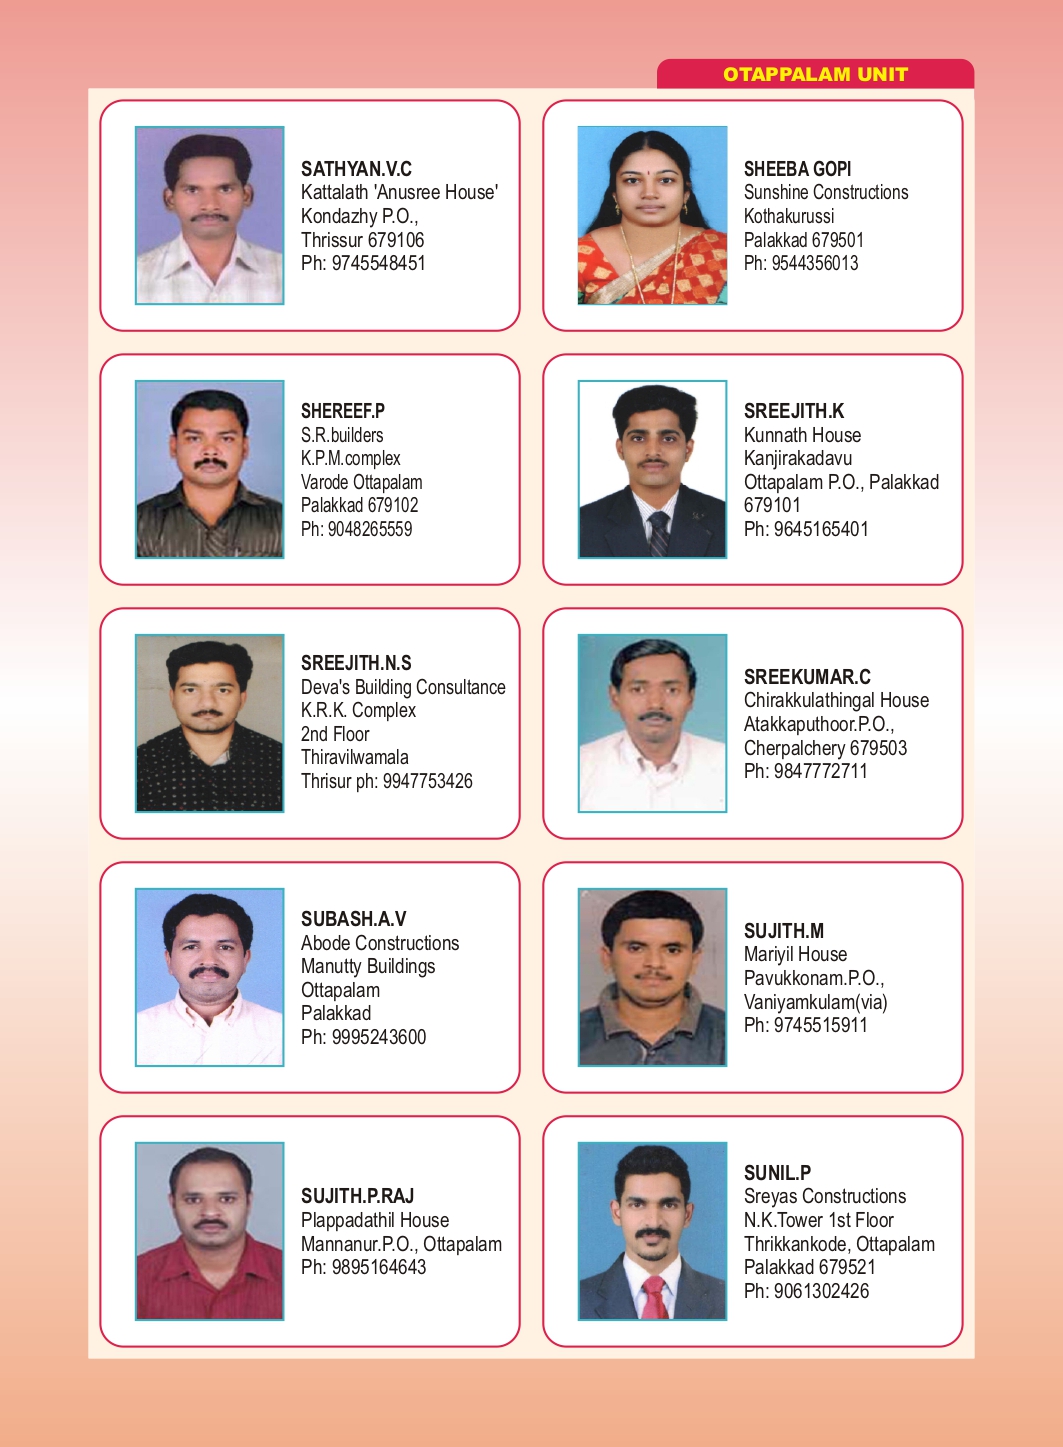 OTAPPALAM UNIT
SATHYAN.V.C
Kattalath 'Anusree House'
Kondazhy P.O.,
Thrissur 679106
Ph: 9745548451
SHEEBA GOPI
Sunshine Constructions
Kothakurussi
Palakkad 679501
Ph: 9544356013
SHEREEF.P
S.R.builders
K.P.M.complex
Varode Ottapalam
Palakkad 679102
Ph: 9048265559
SREEJITH.K
Kunnath House
Kanjirakadavu
Ottapalam P.O., Palakkad
679101
Ph: 9645165401
SREEJITH.N.S
Deva's Building Consultance
K.R.K. Complex
2nd Floor
Thiravilwamala
Thrisur ph: 9947753426
SREEKUMAR.C
Chirakkulathingal House
Atakkaputhoor.P.O.,
Cherpalchery 679503
Ph: 9847772711
SUBASH.A.V
Abode Constructions
Manutty Buildings
Ottapalam
Palakkad
Ph: 9995243600
SUJITH.M
Mariyil House
Pavukkonam.P.O.,
Vaniyamkulam(via)
Ph: 9745515911
SUJITH.P.RAJ
Plappadathil House
Mannanur.P.O., Ottapalam
Ph: 9895164643
SUNIL.P
Sreyas Constructions
N.K.Tower 1st Floor
Thrikkankode, Ottapalam
Palakkad 679521
Ph: 9061302426